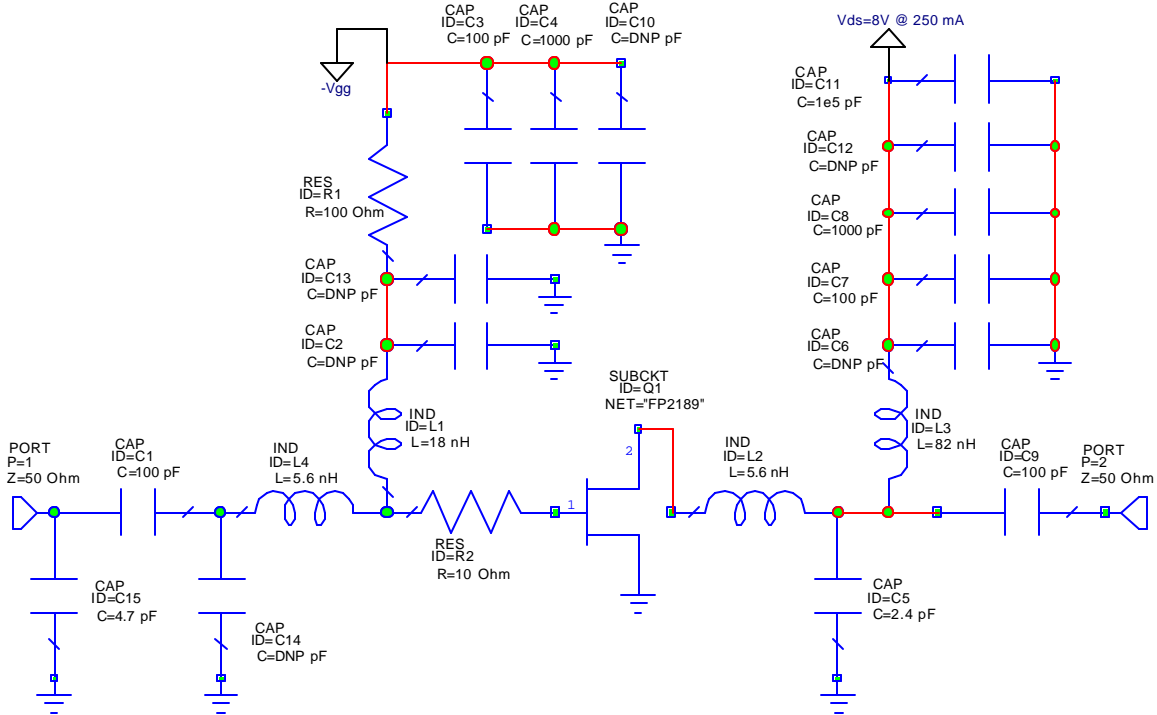 CAP
ID=C3
C=100 pF
CAP
ID=C4
C=1000 pF
CAP
ID=C10
C=DNP pF
Vds=8V @ 250 mA
-Vgg
CAP
ID=C11
C=1e5 pF
CAP
ID=C12
C=DNP pF
RES
ID=R1
R=100 Ohm
CAP
ID=C8
C=1000 pF
CAP
ID=C13
C=DNP pF
CAP
ID=C7
C=100 pF
CAP
ID=C2
C=DNP pF
CAP
ID=C6
C=DNP pF
SUBCKT
ID=Q1
NET="FP2189"
IND
ID=L1
L=18 nH
IND
ID=L3
L=82 nH
PORT
P=1
Z=50 Ohm
CAP
ID=C1
C=100 pF
IND
ID=L4
L=5.6 nH
2
IND
ID=L2
L=5.6 nH
CAP
ID=C9
C=100 pF
PORT
P=2
Z=50 Ohm
1
RES
ID=R2
R=10 Ohm
CAP
ID=C15
C=4.7 pF
CAP
ID=C14
C=DNP pF
CAP
ID=C5
C=2.4 pF